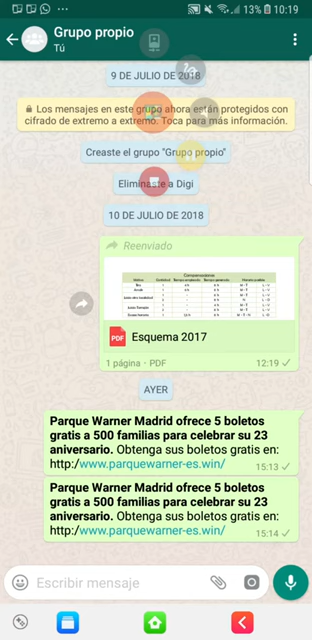 13% 10:19
Grupo propio
Tú
9 DE JULIO DE 2018
Los mensajes en este grupo ahora están protegidos con
cifrado de extremo a extremo. Toca para más información.
Creaste el grupo "Grupo propio"
Eliminaste a Digi
10 DE JULIO DE 2018
Reenviado
PDF
Esquema 2017
1 página · PDF
12:19
AYER
Parque Warner Madrid ofrece 5 boletos
gratis a 500 familias para celebrar su 23
aniversario. Obtenga sus boletos gratis en:
http:/www.parquewarner-es.win/
15:13
Parque Warner Madrid ofrece 5 boletos
gratis a 500 familias para celebrar su 23
aniversario. Obtenga sus boletos gratis en:
http:/www.parquewarner-es.win/
15:14
Escribir mensaje